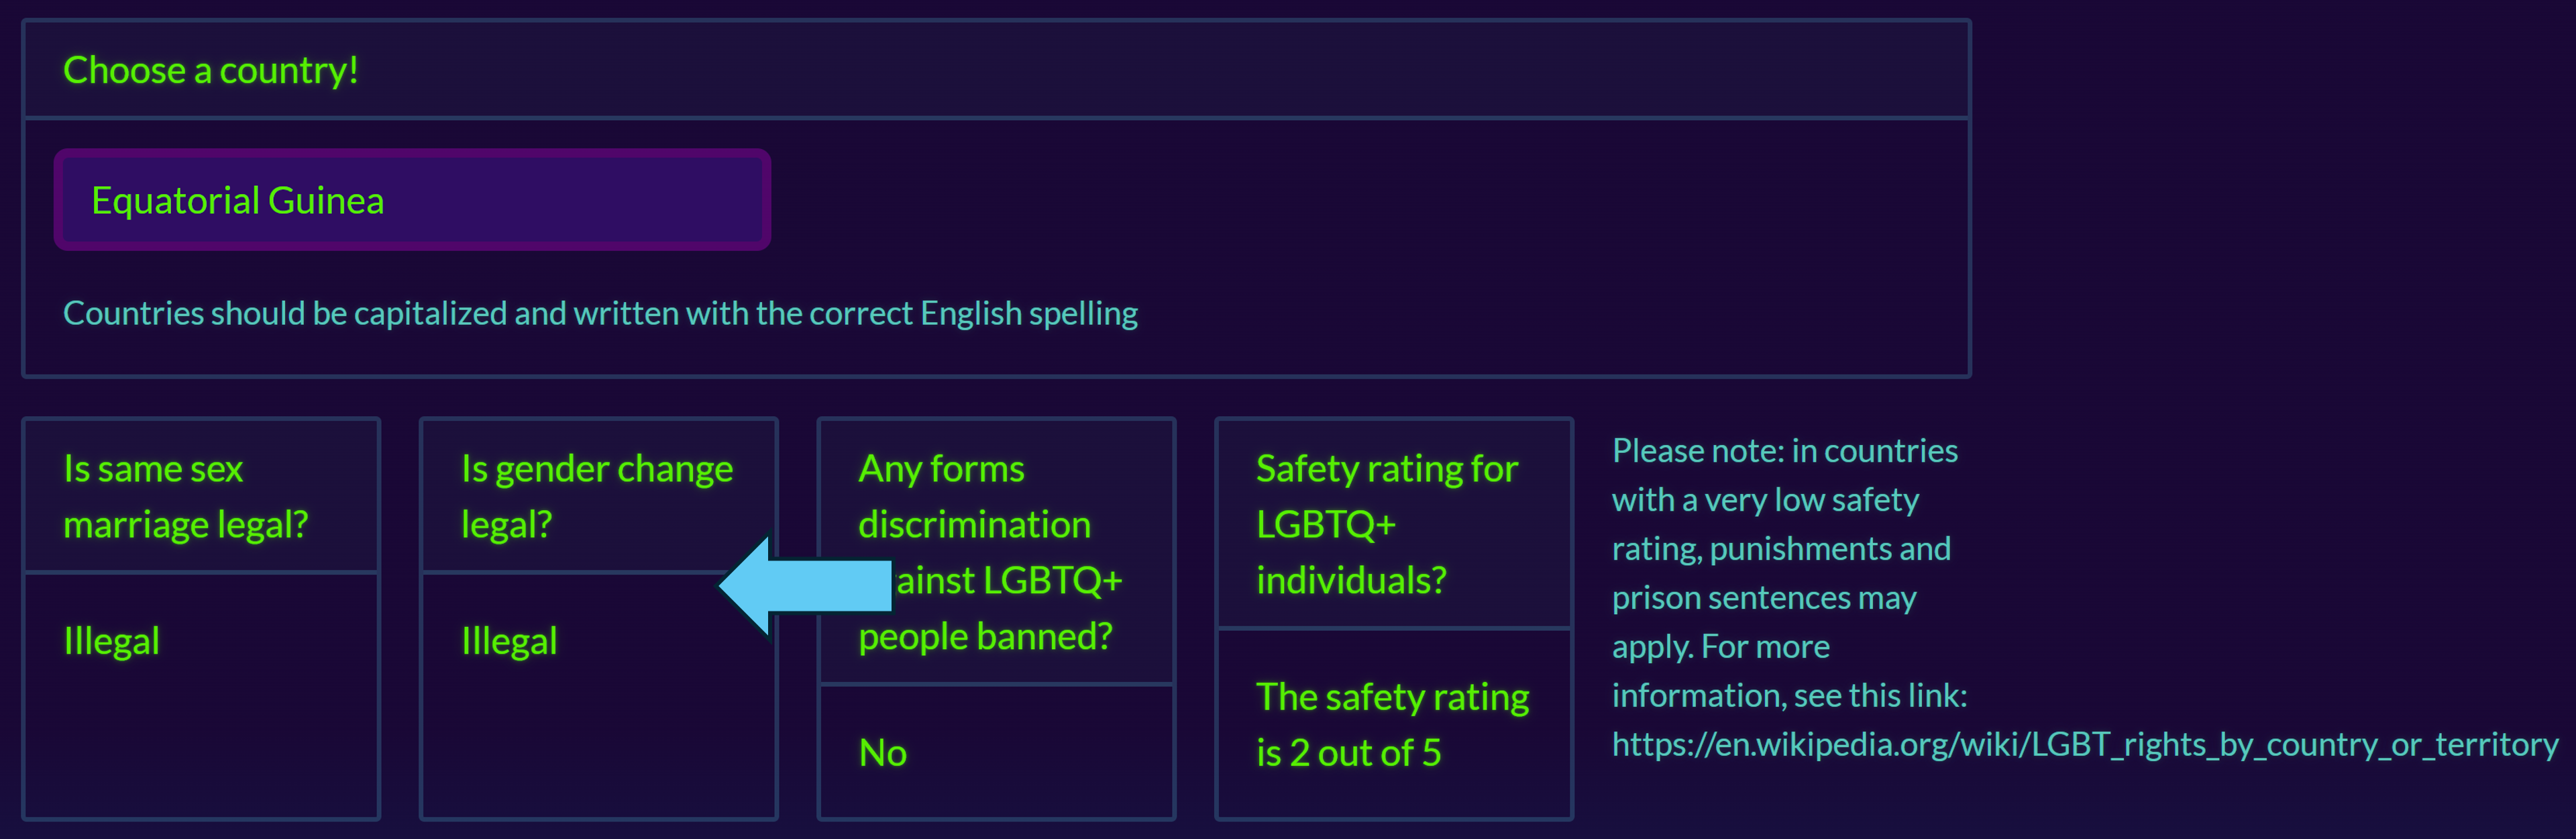 Choose a country!
Equatorial Guinea
Countries should be capitalized and written with the correct English spelling
Is same sex
marriage legal?
Illegal
Is gender change
legal?
Illegal
Any forms
discrimination
ainst LGBTQ+
people banned?
No
Safety rating for
LGBTQ+
individuals?
The safety rating
is 2 out of 5
Please note: in countries
with a very low safety
rating, punishments and
prison sentences may
apply. For more
information, see this link:
https://en.wikipedia.org/wiki/LGBT_rights_by_country_or_territory